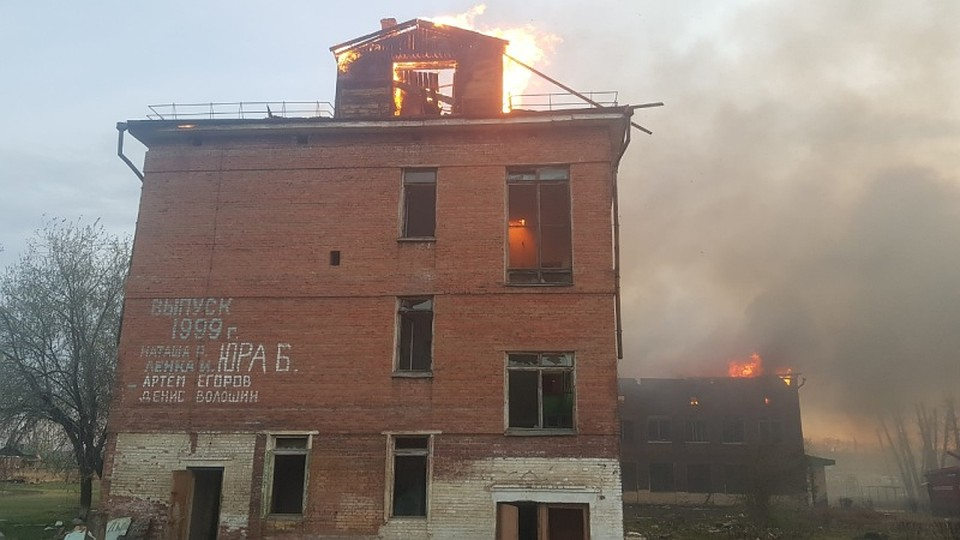 ВЫПУСК
1999 г.
НАТАША Р.
ЛЕНКА И. ЮРА Б.
АРТЕМ ЕГОРОВ
ДЕНИС ВОЛОШИН